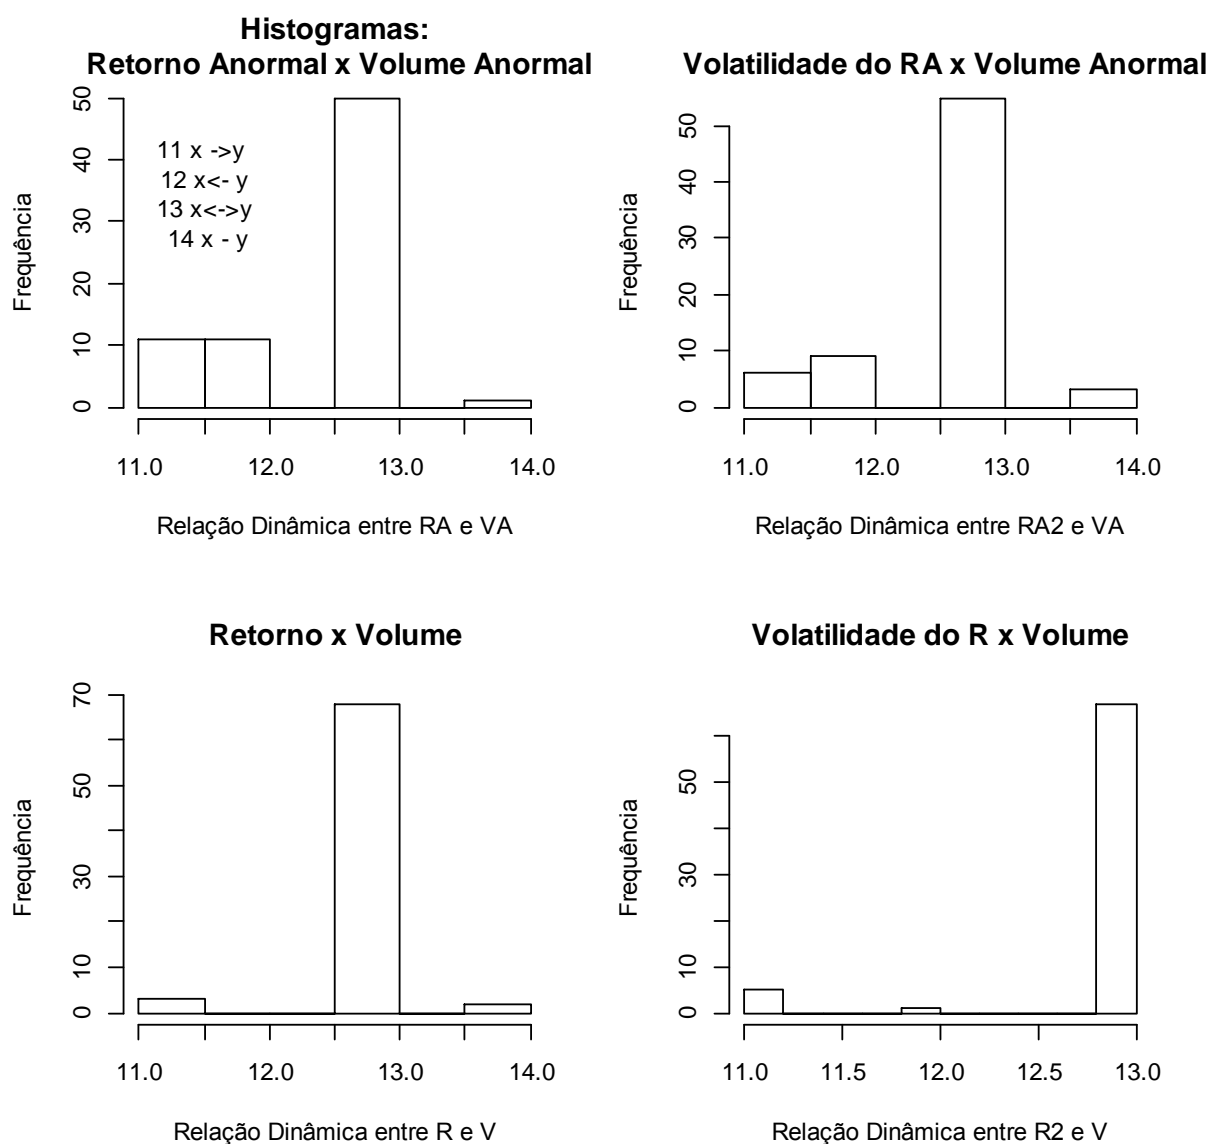 Histogramas:
Retorno Anormal x Volume Anormal
Frequência
50
40
30
20
10
0
11 x ->y
12 x<- y
13 x<->y
14 x - y
11.0 12.0 13.0 14.0
Relação Dinâmica entre RA e VA
Volatilidade do RA x Volume Anormal
Frequência
50
40
30
20
10
0
11.0 12.0 13.0 14.0
Relação Dinâmica entre RA2 e VA
Retorno x Volume
Frequência
70
50
30
10
0
11.0 12.0 13.0 14.0
Relação Dinâmica entre R e V
Volatilidade do R x Volume
Frequência
50
30
10
0
11.0 11.5 12.0 12.5 13.0
Relação Dinâmica entre R2 e V